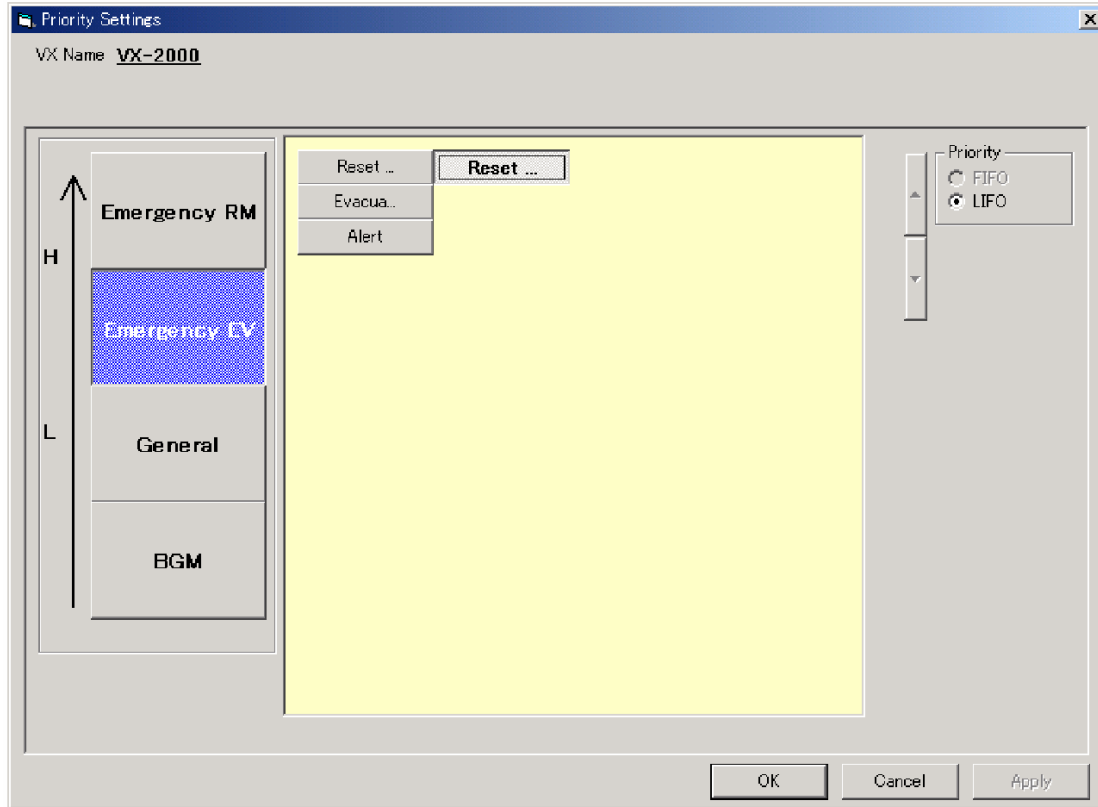 Priority Settings
VX Name VX-2000
H
L
Emergency RM
Emergency EV
General
BGM
Reset ... Reset ...
Evacua...
Alert
Priority
FIFO
LIFO
OK Cancel Apply